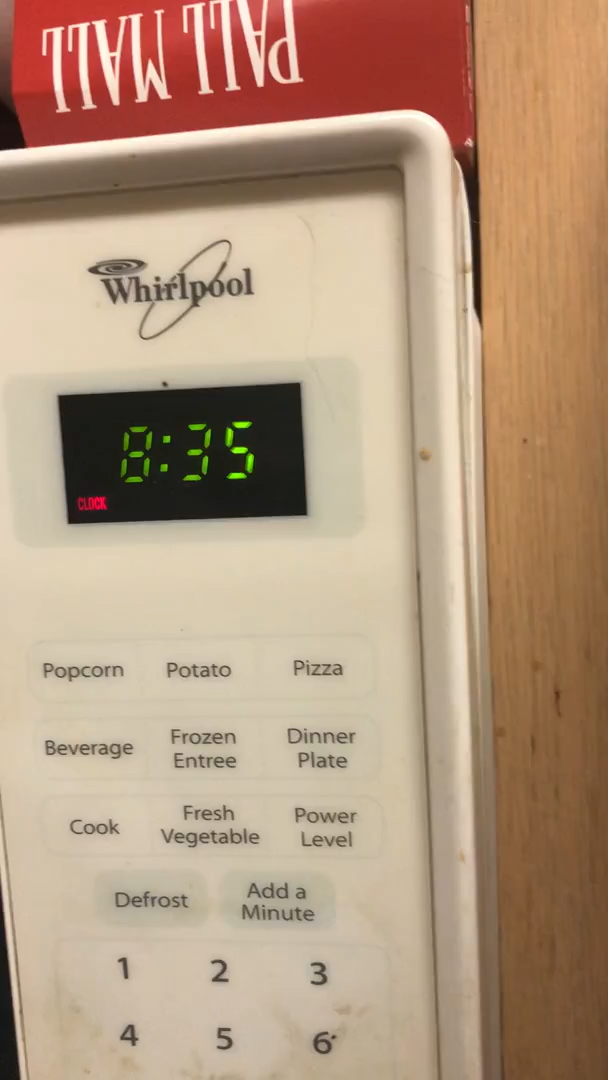 PALL MALL
Whirlpool
8:35
CLOCK
Popcorn Potato Pizza
Beverage Frozen Entree Dinner Plate
Cook Fresh Vegetable Power Level
Defrost Add a Minute
1 2 3
4 5 6